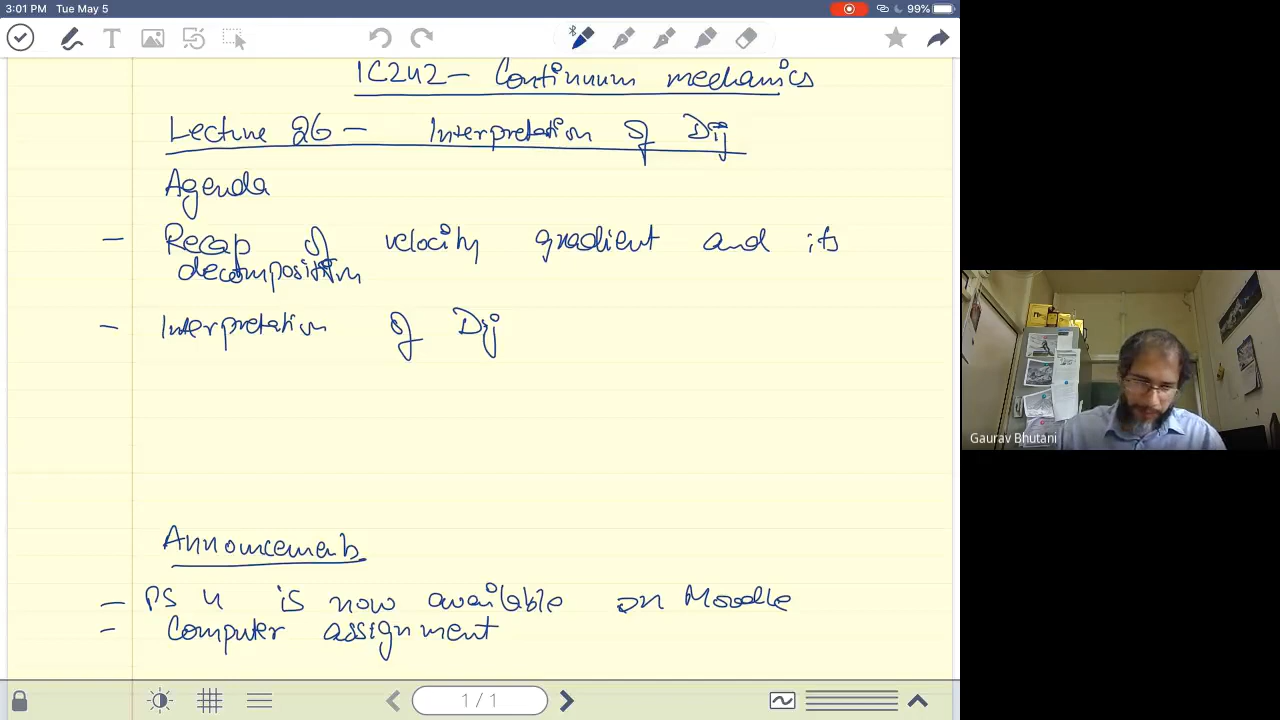 3:01 PM Tue May 5
99%
IC242 - Continuum mechanics
Lecture 26 - Interpretation of Dij
Agenda
- Recap of velocity gradient and its
decomposition
- Interpretation of Dij
Gaurav Bhutani
Announcements
- PS 4 is now available on Moodle
- Computer assignment
1 / 1